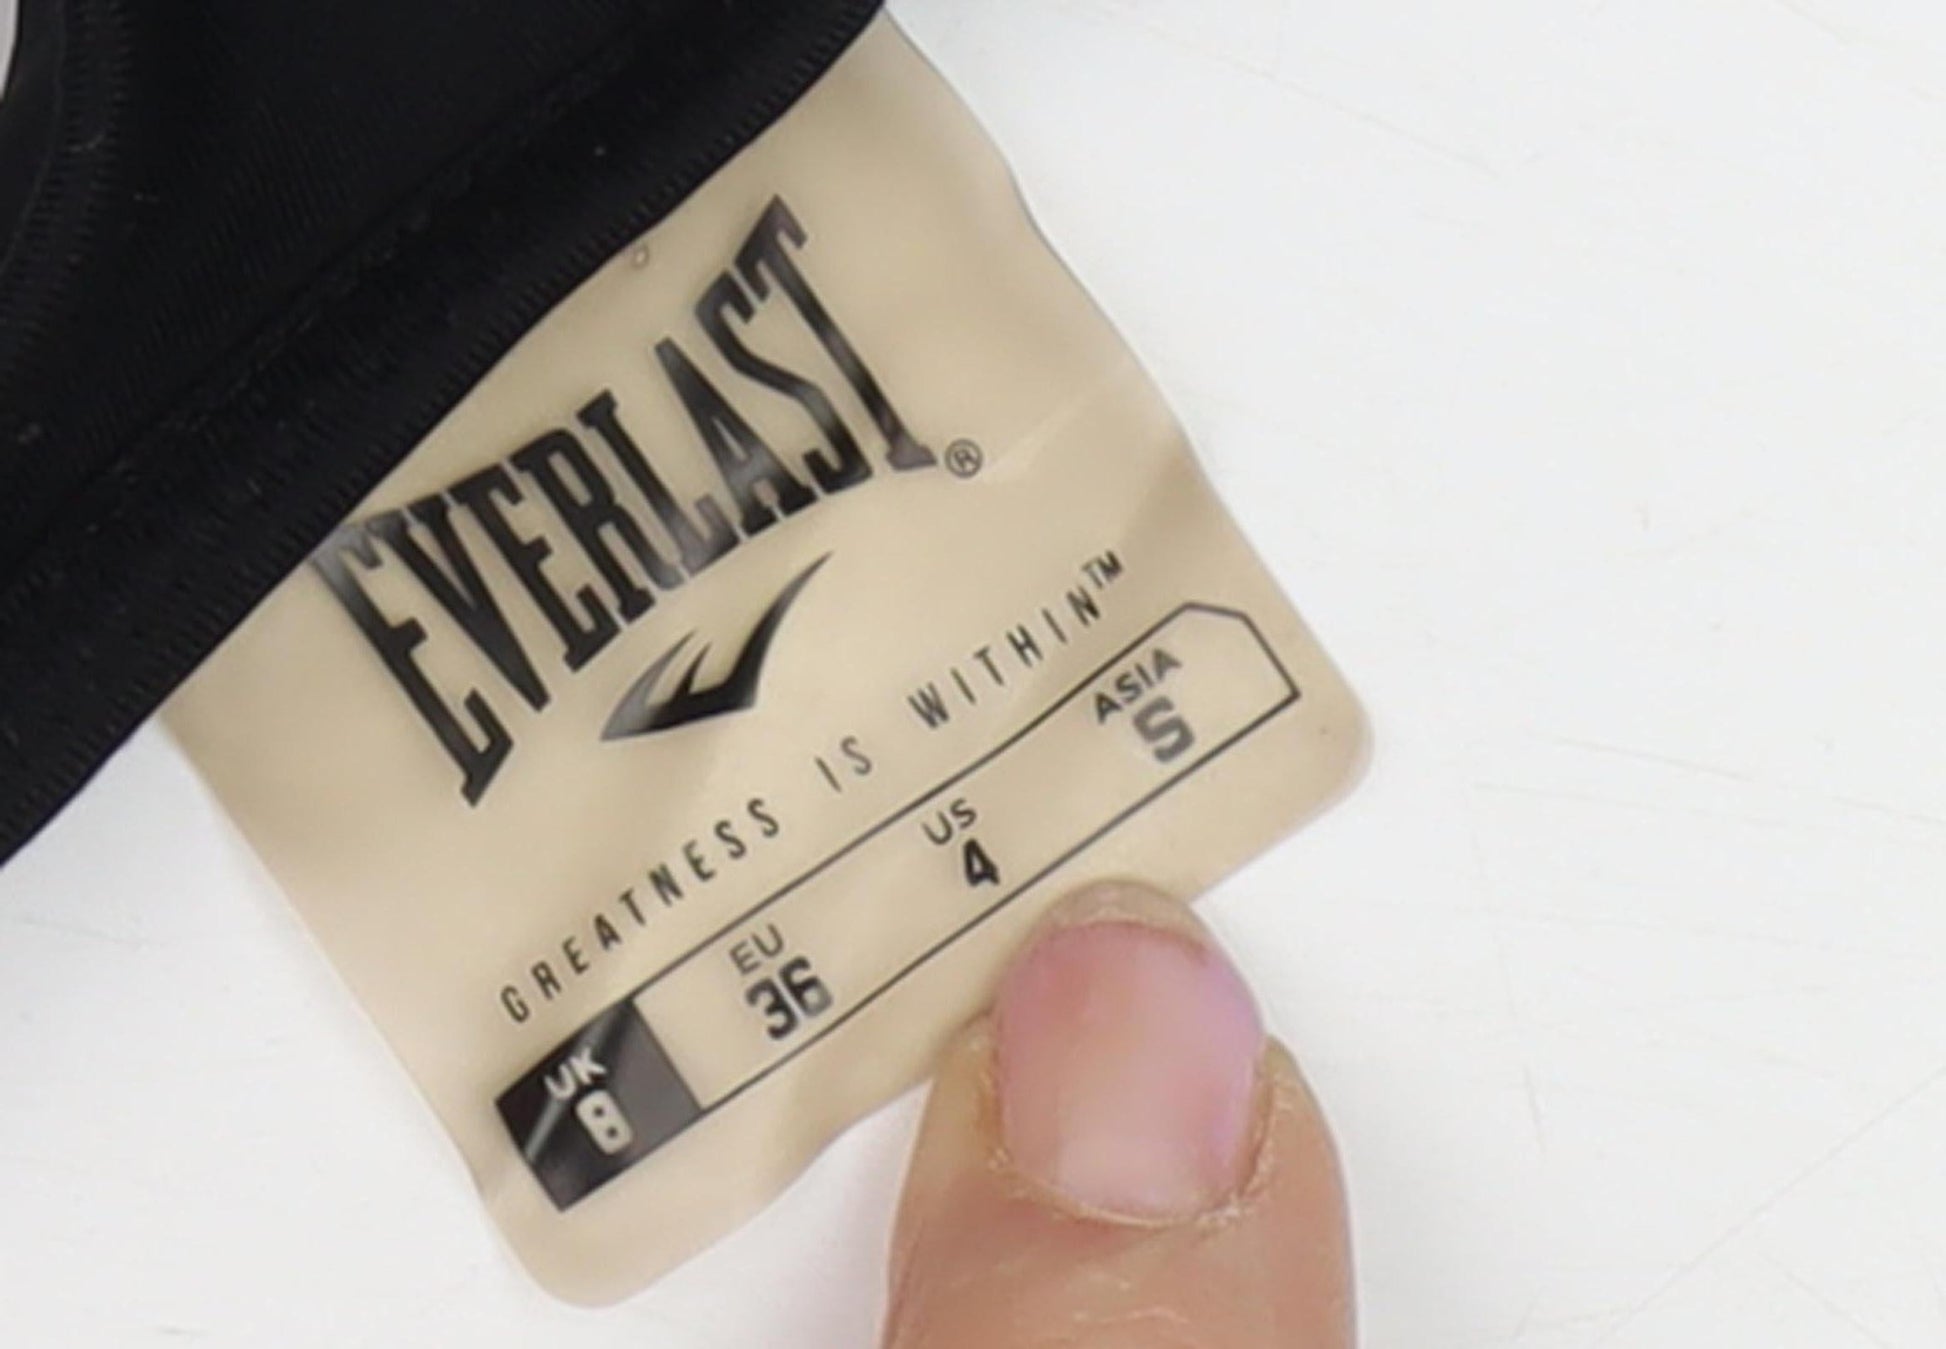 EVERLAST®
GREATNESS IS WITHIN™
UK EU US ASIA
8 36 4 S